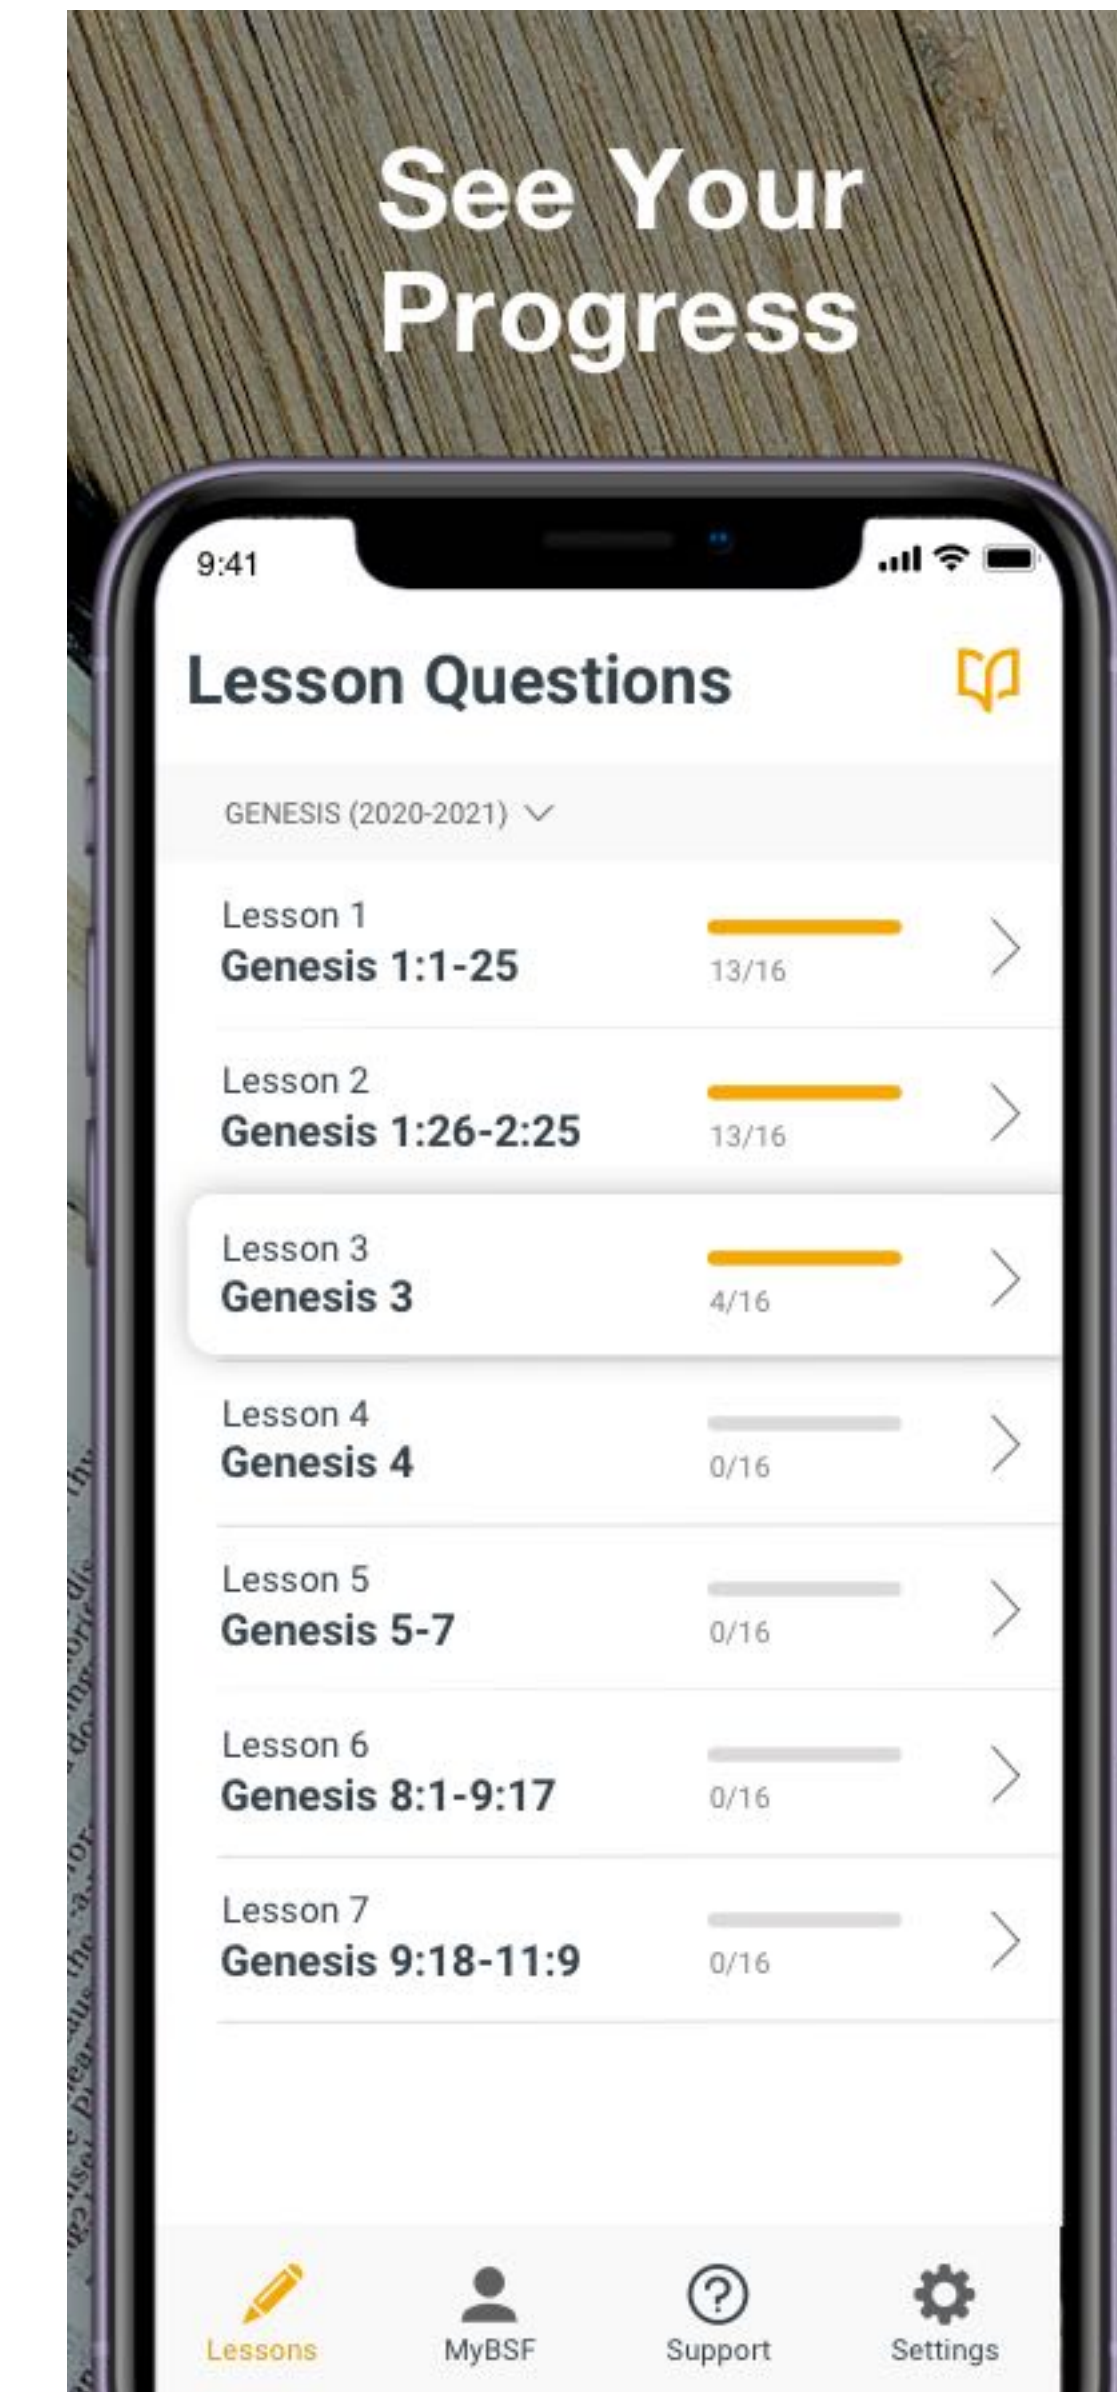 See Your
Progress
9:41
Lesson Questions
GENESIS (2020-2021)
Lesson 1
Genesis 1:1-25
13/16
Lesson 2
Genesis 1:26-2:25
13/16
Lesson 3
Genesis 3
4/16
Lesson 4
Genesis 4
0/16
Lesson 5
Genesis 5-7
0/16
Lesson 6
Genesis 8:1-9:17
0/16
Lesson 7
Genesis 9:18-11:9
0/16
Lessons
MyBSF
Support
Settings